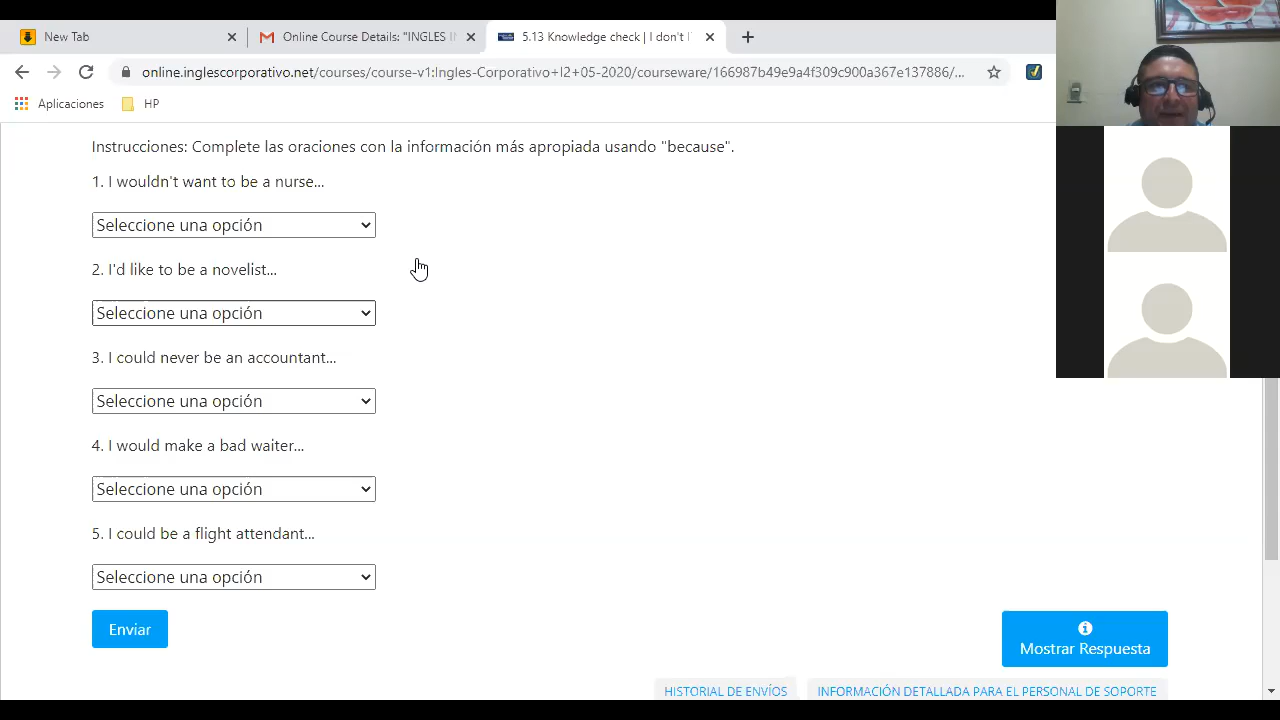 New Tab
Online Course Details: "INGLES I
5.13 Knowledge check | I don't l
online.inglescorporativo.net/courses/course-v1:Ingles-Corporativo+I2+05-2020/courseware/166987b49e9a4f309c900a367e137886/...
Aplicaciones
HP
Instrucciones: Complete las oraciones con la información más apropiada usando "because".
1. I wouldn't want to be a nurse...
Seleccione una opción
2. I'd like to be a novelist...
Seleccione una opción
3. I could never be an accountant...
Seleccione una opción
4. I would make a bad waiter...
Seleccione una opción
5. I could be a flight attendant...
Seleccione una opción
Enviar
Mostrar Respuesta
HISTORIAL DE ENVÍOS
INFORMACIÓN DETALLADA PARA EL PERSONAL DE SOPORTE